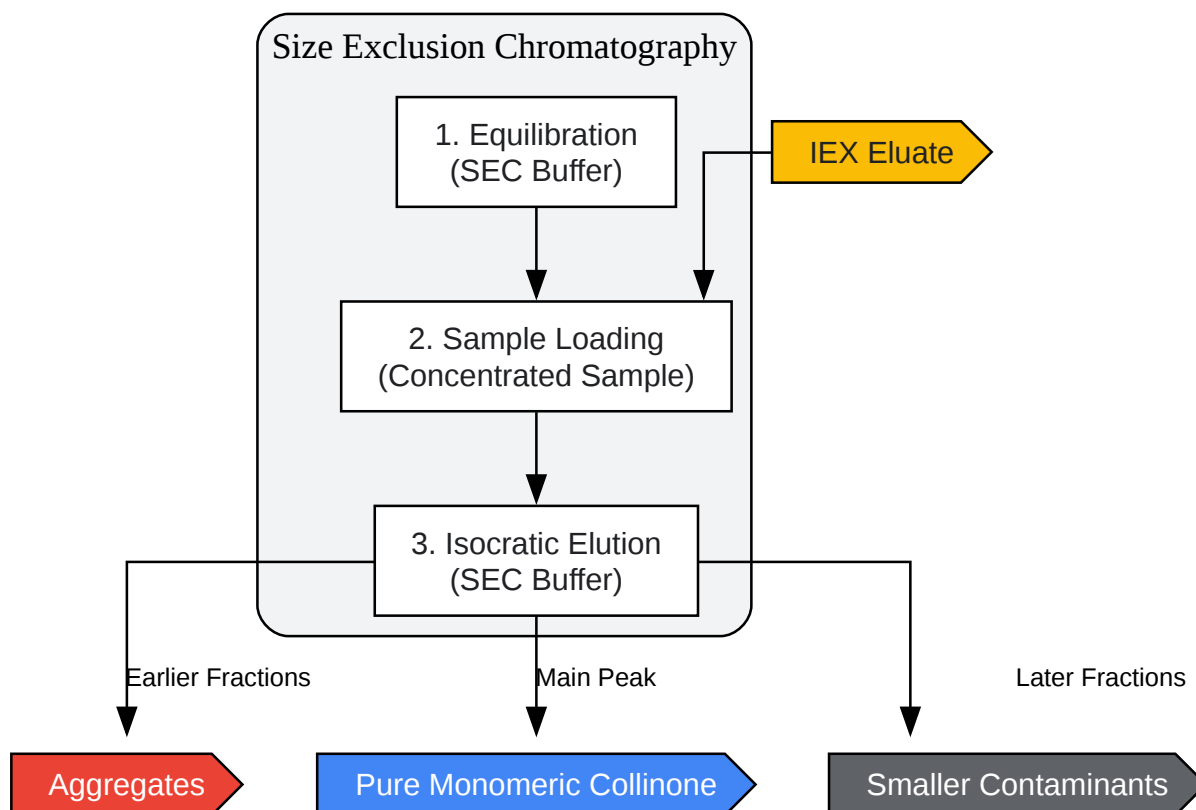 Size Exclusion Chromatography
1. Equilibration
(SEC Buffer)
IEX Eluate
2. Sample Loading
(Concentrated Sample)
3. Isocratic Elution
(SEC Buffer)
Earlier Fractions
Main Peak
Later Fractions
Aggregates
Pure Monomeric Collinone
Smaller Contaminants